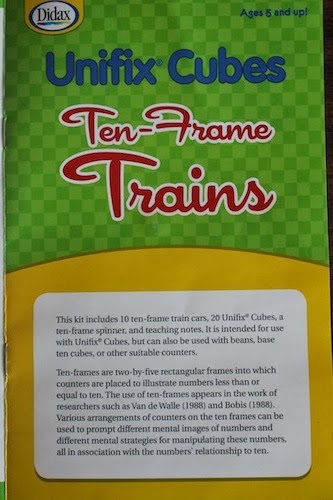 Didax
Ages 5 and up!
Unifix® Cubes
Ten-Frame
Trains
This kit includes 10 ten-frame train cars, 20 Unifix® Cubes, a
ten-frame spinner, and teaching notes. It is intended for use
with Unifix® Cubes, but can also be used with beans, base
ten cubes, or other suitable counters.
Ten-frames are two-by-five rectangular frames into which
counters are placed to illustrate numbers less than or
equal to ten. The use of ten-frames appears in the work of
researchers such as Van de Walle (1988) and Bobis (1988).
Various arrangements of counters on the ten frames can be
used to prompt different mental images of numbers and
different mental strategies for manipulating these numbers,
all in association with the numbers' relationship to ten.